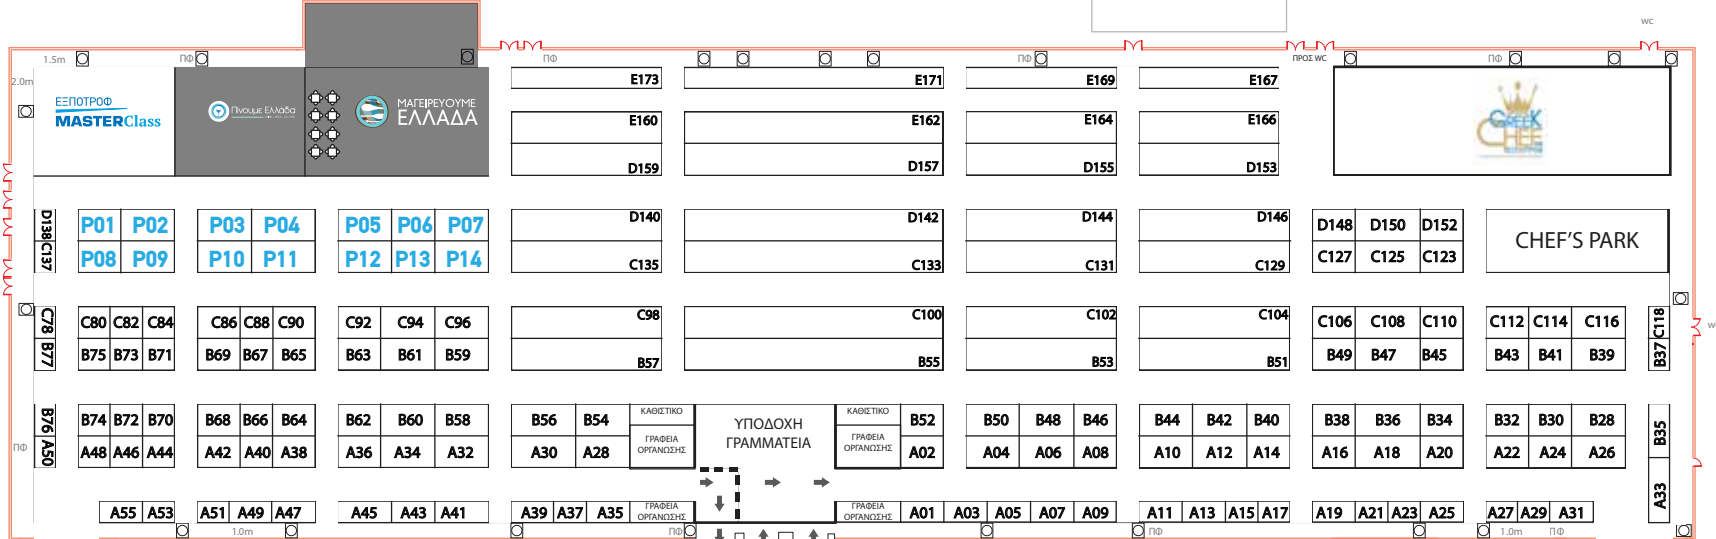 WC
1.5m ΠΦ ΠΦ ΠΦ ΠΡΟΣ WC ΠΦ
2.0m
E173 E171 E169 E167
ΕΞΠΟΤΡΟΦ
MASTERClass
Πίνουμε Ελλάδα
ΜΑΓΕΙΡΕΥΟΥΜΕ
ΕΛΛΑΔΑ
GREEK
CHEF
E160 E162 E164 E166
D159 D157 D155 D153
D138 P01 P02 P03 P04 P05 P06 P07 D140 D142 D144 D146 D148 D150 D152
CHEF'S PARK
C137 P08 P09 P10 P11 P12 P13 P14 C135 C133 C131 C129 C127 C125 C123
C78 C80 C82 C84 C86 C88 C90 C92 C94 C96 C98 C100 C102 C104 C106 C108 C110 C112 C114 C116 C118
B77 B75 B73 B71 B69 B67 B65 B63 B61 B59 B57 B55 B53 B51 B49 B47 B45 B43 B41 B39 B37
B76 B74 B72 B70 B68 B66 B64 B62 B60 B58 B56 B54 ΚΑΘΙΣΤΙΚΟ ΥΠΟΔΟΧΗ ΚΑΘΙΣΤΙΚΟ B52 B50 B48 B46 B44 B42 B40 B38 B36 B34 B32 B30 B28 B35
ΓΡΑΜΜΑΤΕΙΑ
ΠΦ A50 A48 A46 A44 A42 A40 A38 A36 A34 A32 A30 A28 ΓΡΑΦΕΙΑ ΓΡΑΦΕΙΑ A02 A04 A06 A08 A10 A12 A14 A16 A18 A20 A22 A24 A26
ΟΡΓΑΝΩΣΗΣ ΟΡΓΑΝΩΣΗΣ
A33
A55 A53 A51 A49 A47 A45 A43 A41 A39 A37 A35 ΓΡΑΦΕΙΑ ΓΡΑΦΕΙΑ A01 A03 A05 A07 A09 A11 A13 A15 A17 A19 A21 A23 A25 A27 A29 A31
ΟΡΓΑΝΩΣΗΣ ΟΡΓΑΝΩΣΗΣ
1.0m ΠΦ ΠΦ 1.0m ΠΦ